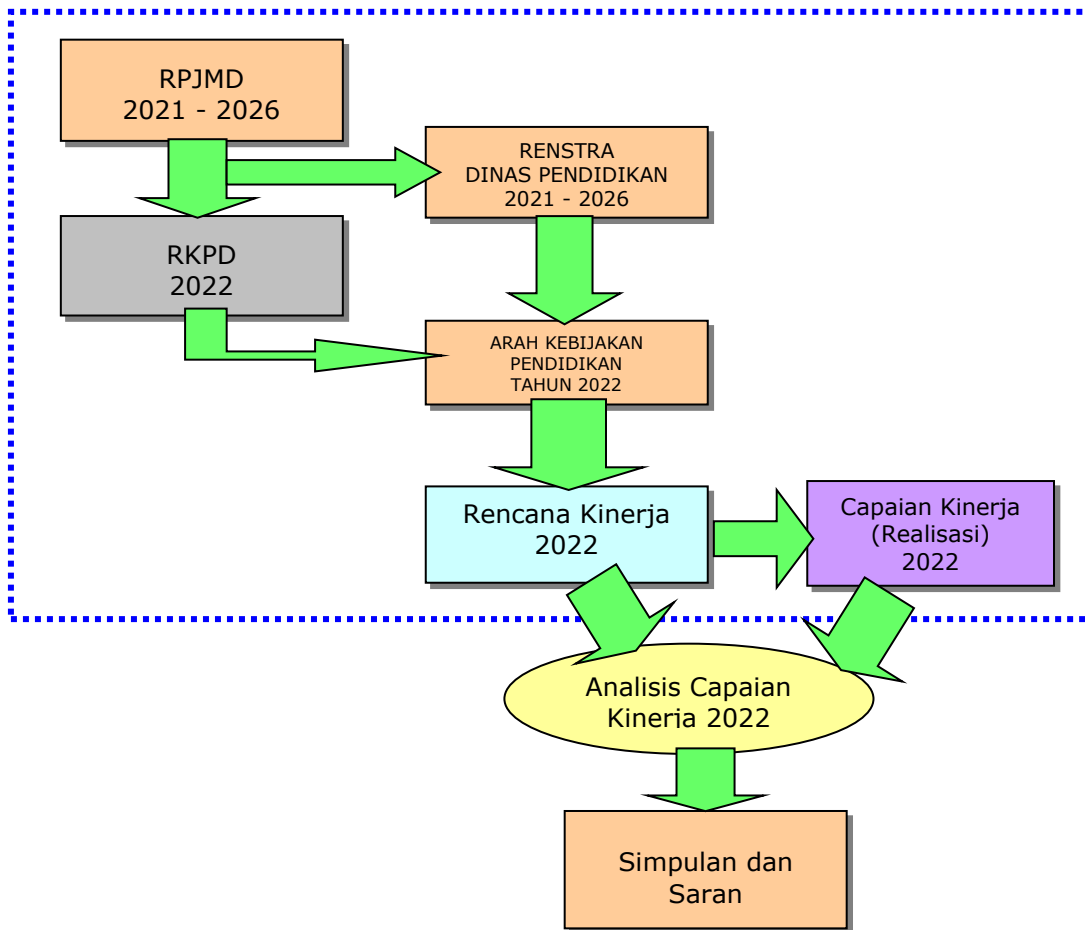 RPJMD
2021 - 2026
RENSTRA
DINAS PENDIDIKAN
2021 - 2026
RKPD
2022
ARAH KEBIJAKAN
PENDIDIKAN
TAHUN 2022
Rencana Kinerja
2022
Capaian Kinerja
(Realisasi)
2022
Analisis Capaian
Kinerja 2022
Simpulan dan
Saran